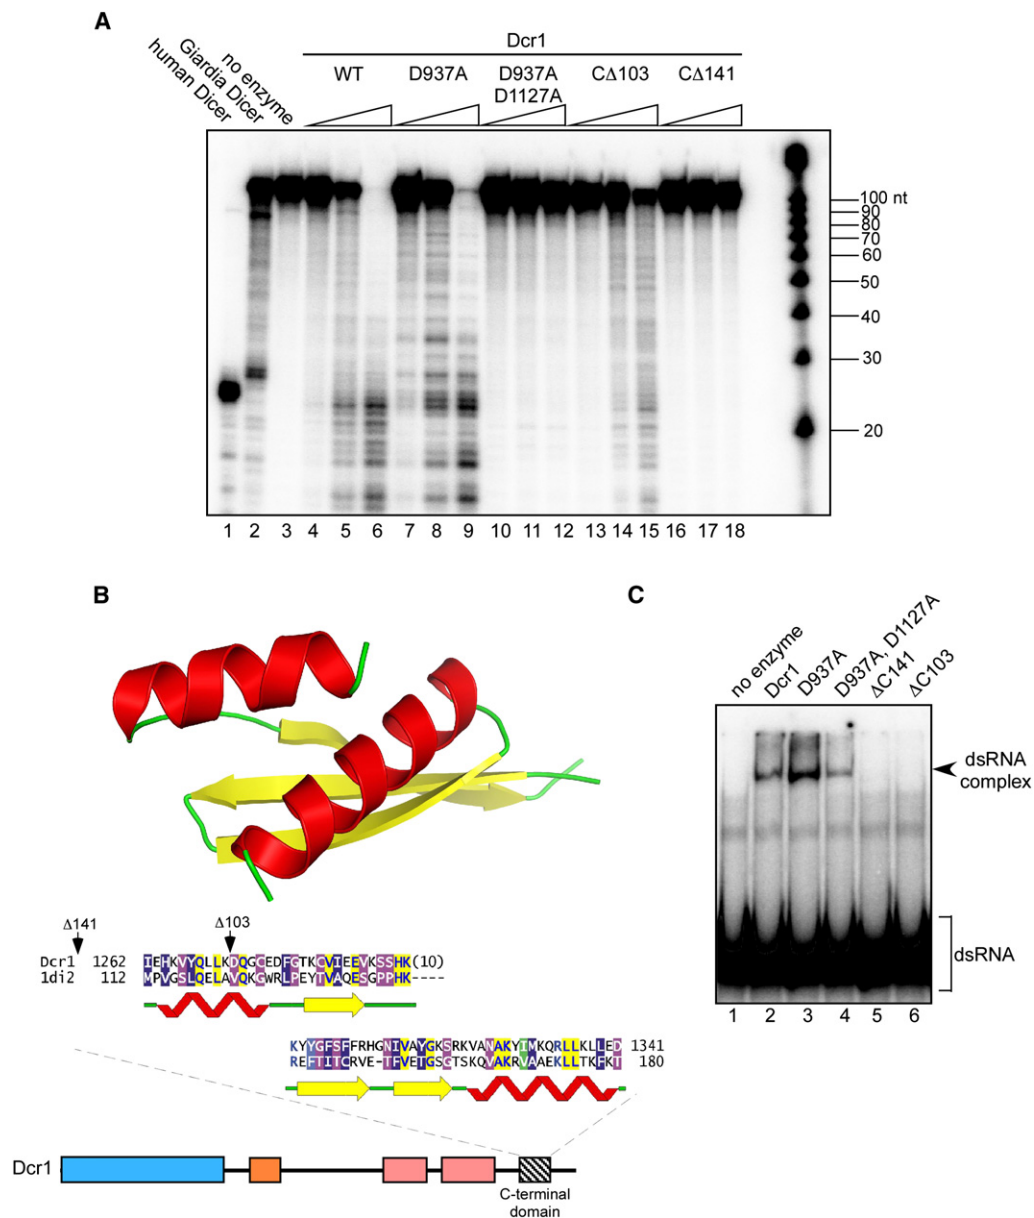 A
Dcr1
human Dicer
Giardia Dicer
no enzyme
WT
D937A
D937A
D1127A
CΔ103
CΔ141
100 nt
90
80
70
60
50
40
30
20
1 2 3 4 5 6 7 8 9 10 11 12 13 14 15 16 17 18
B
Δ141
Δ103
Dcr1 1262 IEHKVYQLLKDQGCEDFGTKCVIEEVKSSHK(10)
1di2 112 MPVGSLQELAVQKGWRLPEYTVAQESGPPHK----
KYYGFSFFRHGNIVAYGKSRKVANAKYIMKQRLLKLLED 1341
REFTITCRVE-TFVETGSGTSKQVAKRVAAEKLLTKFKT 180
Dcr1
C-terminal
domain
C
no enzyme
Dcr1
D937A
D937A, D1127A
ΔC141
ΔC103
dsRNA
complex
dsRNA
1 2 3 4 5 6